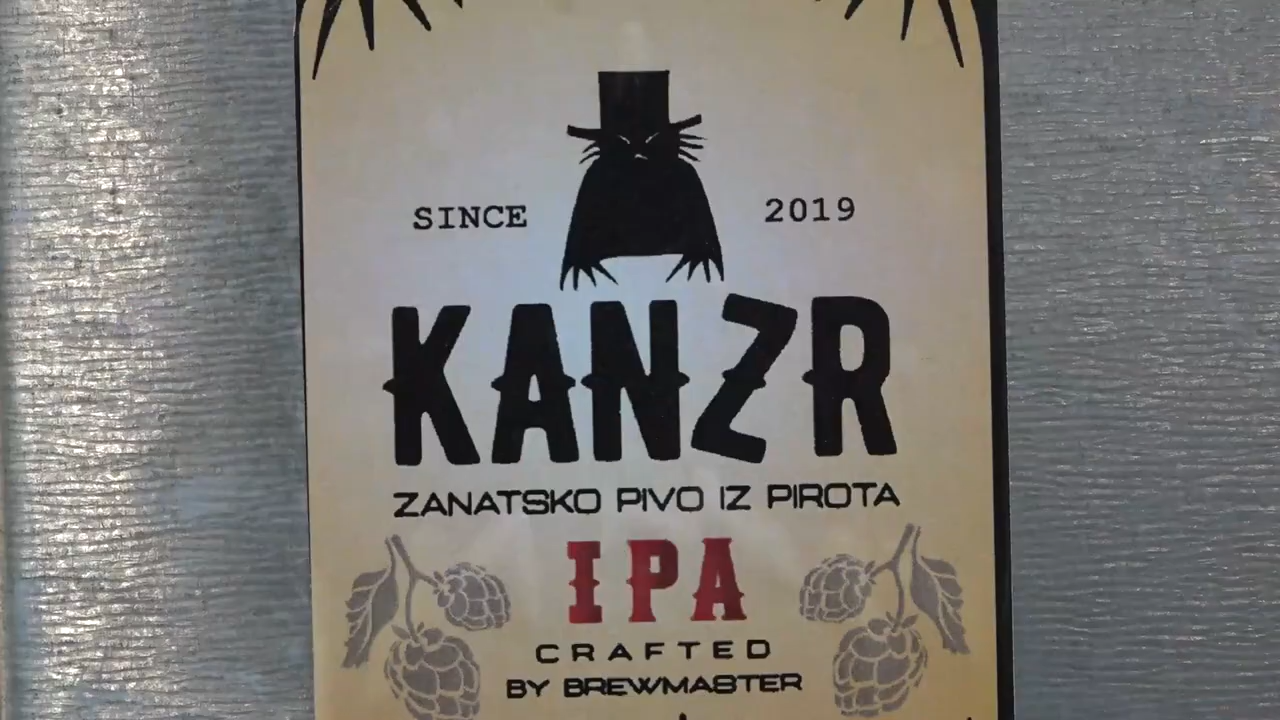 SINCE 2019
KANZR
ZANATSKO PIVO IZ PIROTA
IPA
CRAFTED
BY BREWMASTER